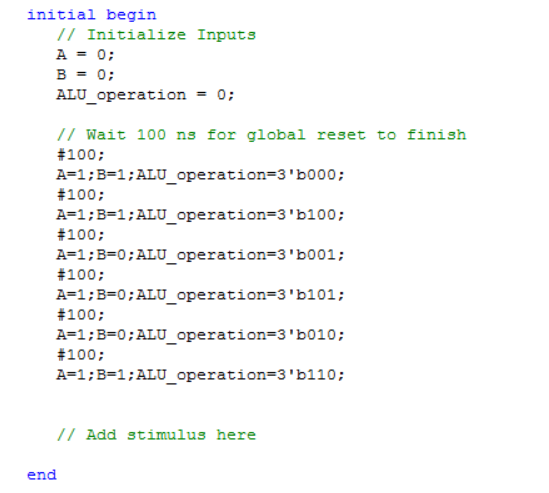 initial begin
// Initialize Inputs
A = 0;
B = 0;
ALU_operation = 0;
// Wait 100 ns for global reset to finish
#100;
A=1;B=1;ALU_operation=3'b000;
#100;
A=1;B=1;ALU_operation=3'b100;
#100;
A=1;B=0;ALU_operation=3'b001;
#100;
A=1;B=0;ALU_operation=3'b101;
#100;
A=1;B=0;ALU_operation=3'b010;
#100;
A=1;B=1;ALU_operation=3'b110;
// Add stimulus here
end